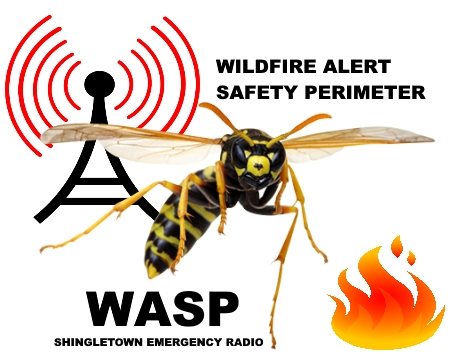 WILDFIRE ALERT
SAFETY PERIMETER
WASP
SHINGLETOWN EMERGENCY RADIO